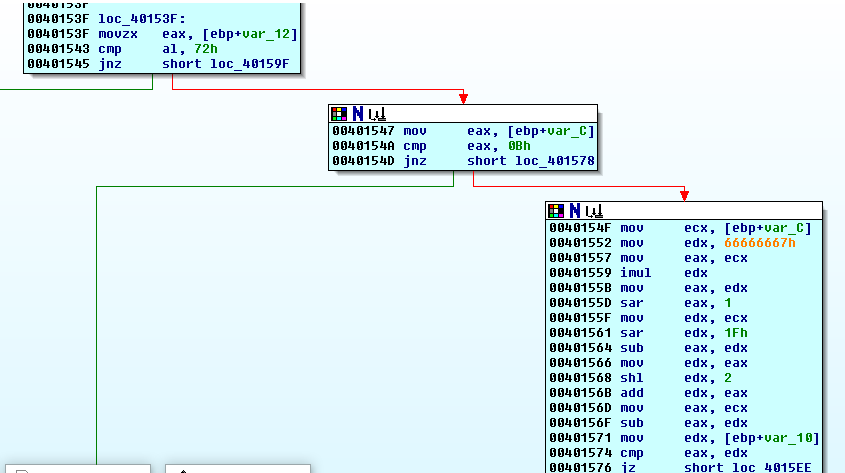 0040153F
0040153F loc_40153F:
0040153F movzx eax, [ebp+var_12]
00401543 cmp al, 72h
00401545 jnz short loc_40159F
00401547 mov eax, [ebp+var_C]
0040154A cmp eax, 0Bh
0040154D jnz short loc_401578
0040154F mov ecx, [ebp+var_C]
00401552 mov edx, 66666667h
00401557 mov eax, ecx
00401559 imul edx
0040155B mov eax, edx
0040155D sar eax, 1
0040155F mov edx, ecx
00401561 sar edx, 1Fh
00401564 sub eax, edx
00401566 mov edx, eax
00401568 shl edx, 2
0040156B add edx, eax
0040156D mov eax, ecx
0040156F sub eax, edx
00401571 mov edx, [ebp+var_10]
00401574 cmp eax, edx
00401576 jz short loc_4015EE